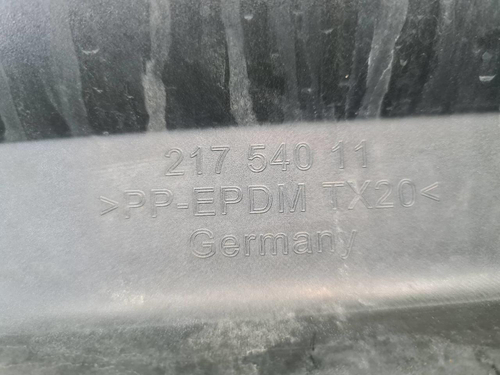 217 540 11
>PP-EPDM TX20<
Germany